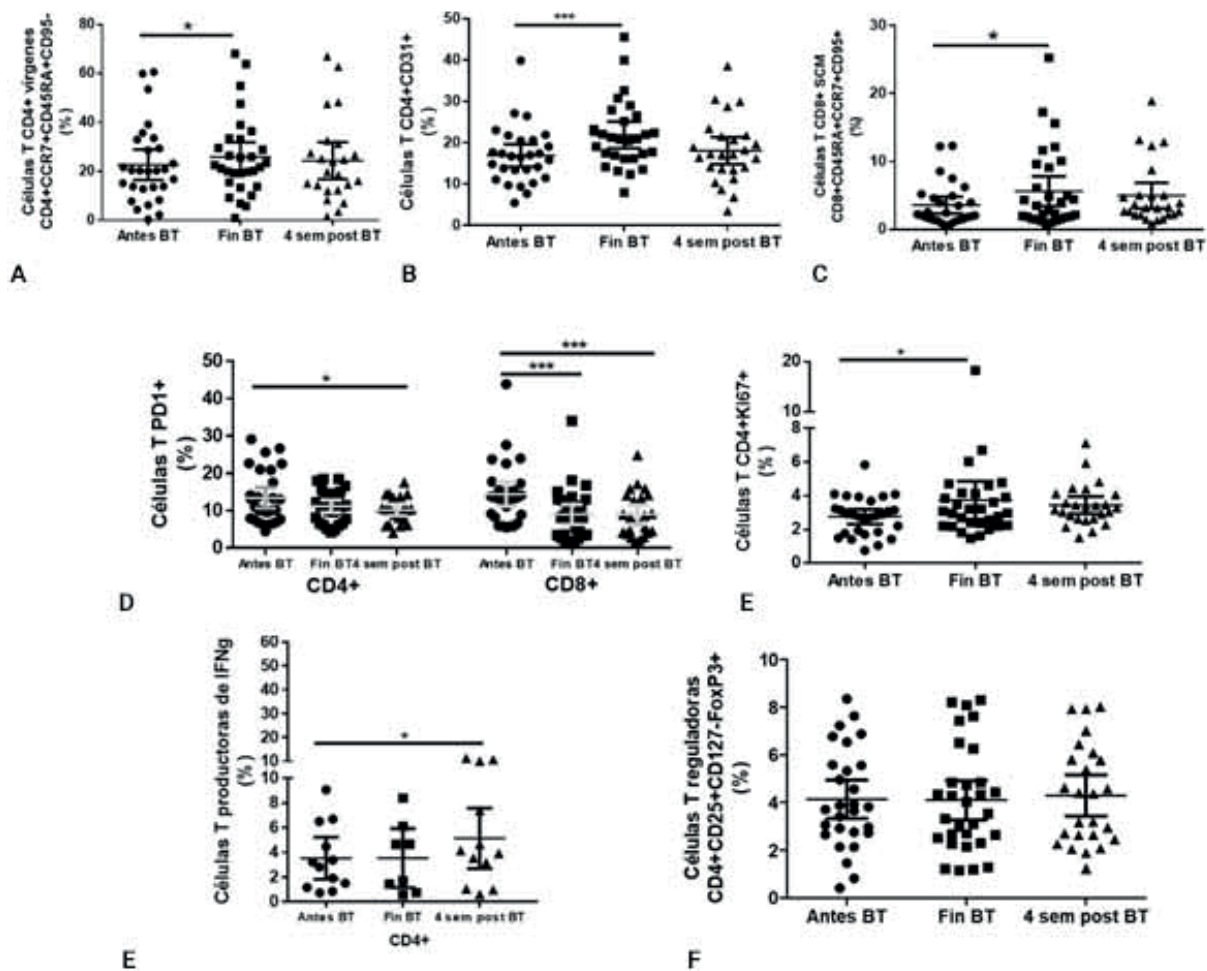 Células T CD4+ vírgenes
CD4+CCR7+CD45RA+CD95-
(%)
80
60
40
20
0
*
Antes BT
Fin BT
4 sem post BT
A
Células T CD4+CD31+
(%)
50
40
30
20
10
0
***
Antes BT
Fin BT
4 sem post BT
B
Células T CD8+ SCM
CD8+CD45RA+CCR7+CD95+
(%)
30
20
10
0
*
Antes BT
Fin BT
4 sem post BT
C
Células T PD1+
(%)
50
40
30
20
10
0
*
***
***
Antes BT
Fin BT
4 sem post BT
CD4+
Antes BT
Fin BT
4 sem post BT
CD8+
D
Células T CD4+Ki67+
(%)
20
10
8
6
4
2
0
*
Antes BT
Fin BT
4 sem post BT
E
Células T productoras de IFNg
(%)
60
50
40
30
20
10
8
6
4
2
0
*
Antes BT
Fin BT
4 sem post BT
CD4+
E
Células T reguladoras
CD4+CD25+CD127-FoxP3+
(%)
10
8
6
4
2
0
Antes BT
Fin BT
4 sem post BT
F